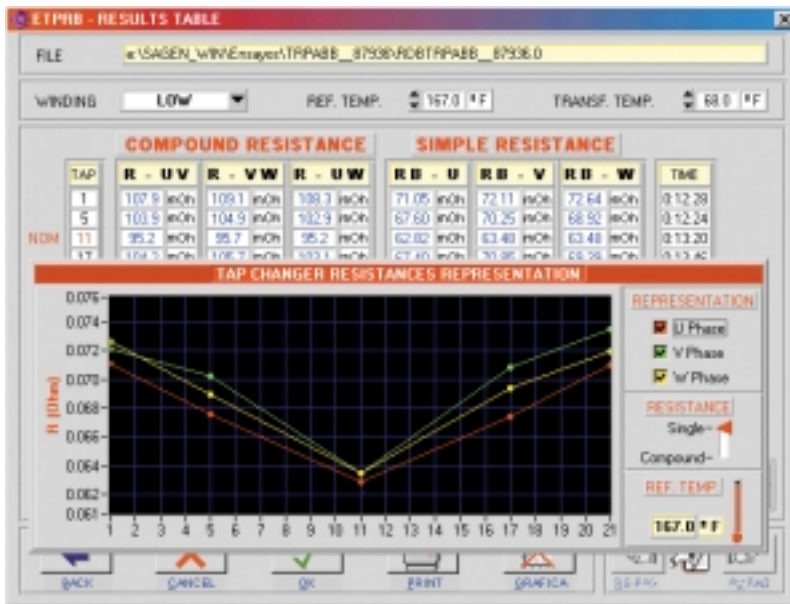 ETPRB - RESULTS TABLE
FILE
WINDING LOW REF. TEMP. 167.0 °F TRANSF. TEMP. 68.0 °F
COMPOUND RESISTANCE SIMPLE RESISTANCE
TAP R - U V R - V W R - U W R B - U R B - V R B - W TIME
1 107.9 mOh 109.1 mOh 108.3 mOh 71.05 mOh 72.11 mOh 72.64 mOh 0:12:28
5 103.9 mOh 104.9 mOh 102.9 mOh 67.60 mOh 70.25 mOh 68.92 mOh 0:12:24
NOM 11 95.2 mOh 95.7 mOh 95.2 mOh 62.82 mOh 63.48 mOh 63.48 mOh 0:13:20
17
TAP CHANGER RESISTANCES REPRESENTATION
R (Ohm)
0.076
0.074
0.072
0.070
0.068
0.066
0.064
0.062
0.061
1 2 3 4 5 6 7 8 9 10 11 12 13 14 15 16 17 18 19 20 21
REPRESENTATION
U Phase
V Phase
W Phase
RESISTANCE
Single
Compound
REF. TEMP.
167.0 °F
BACK CANCEL OK PRINT GRAFICA